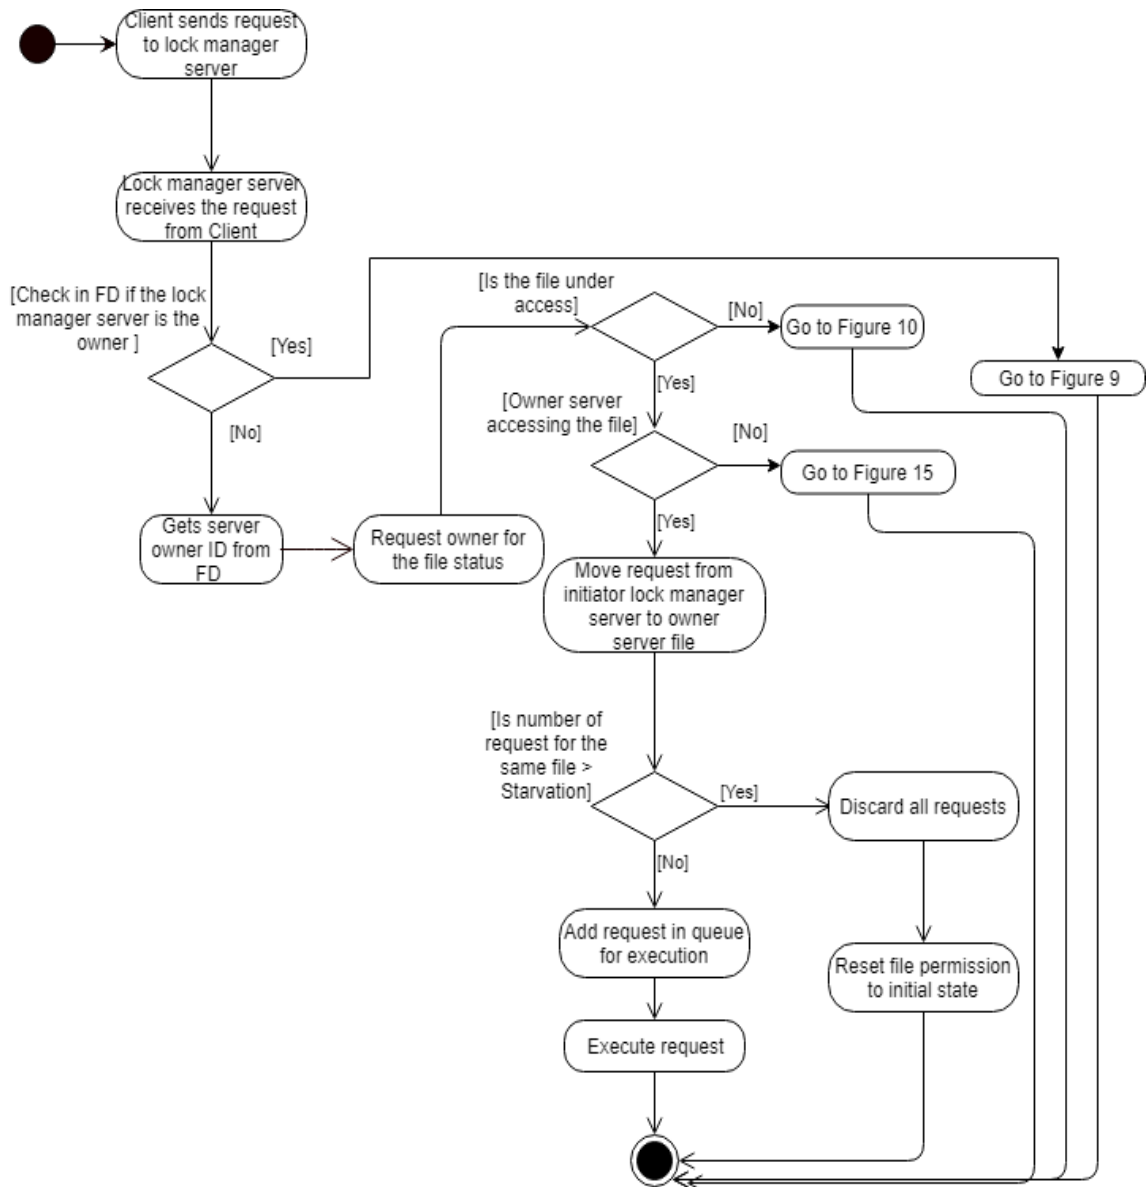 Client sends request
to lock manager
server
Lock manager server
receives the request
from Client
[Check in FD if the lock
manager server is the
owner ]
[Yes]
[No]
Gets server
owner ID from
FD
Request owner for
the file status
[Is the file under
access]
[No]
Go to Figure 10
Go to Figure 9
[Yes]
[Owner server
accessing the file]
[No]
Go to Figure 15
[Yes]
Move request from
initiator lock manager
server to owner
server file
[Is number of
request for the
same file >
Starvation]
[Yes]
Discard all requests
[No]
Add request in queue
for execution
Reset file permission
to initial state
Execute request